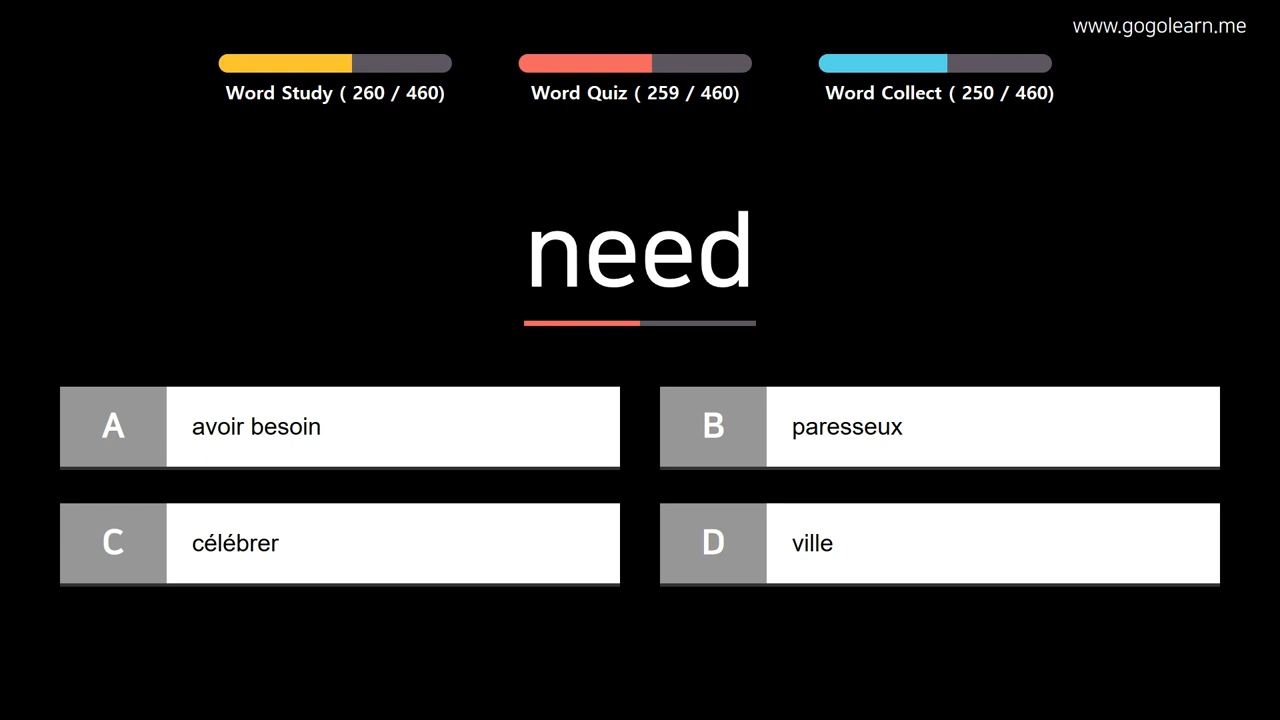 www.gogolearn.me
Word Study ( 260 / 460)
Word Quiz ( 259 / 460)
Word Collect ( 250 / 460)
need
A
avoir besoin
B
paresseux
C
célébrer
D
ville